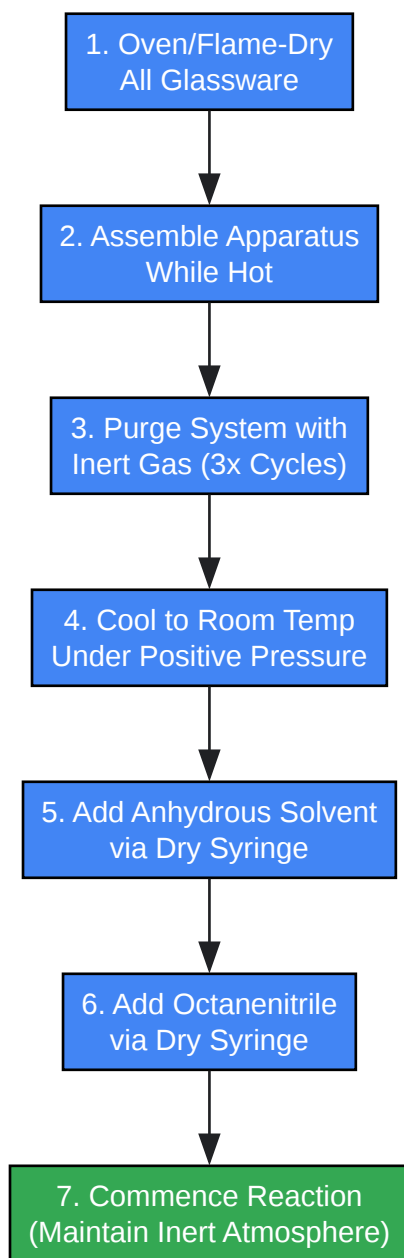 1. Oven/Flame-Dry
All Glassware
2. Assemble Apparatus
While Hot
3. Purge System with
Inert Gas (3x Cycles)
4. Cool to Room Temp
Under Positive Pressure
5. Add Anhydrous Solvent
via Dry Syringe
6. Add Octanenitrile
via Dry Syringe
7. Commence Reaction
(Maintain Inert Atmosphere)